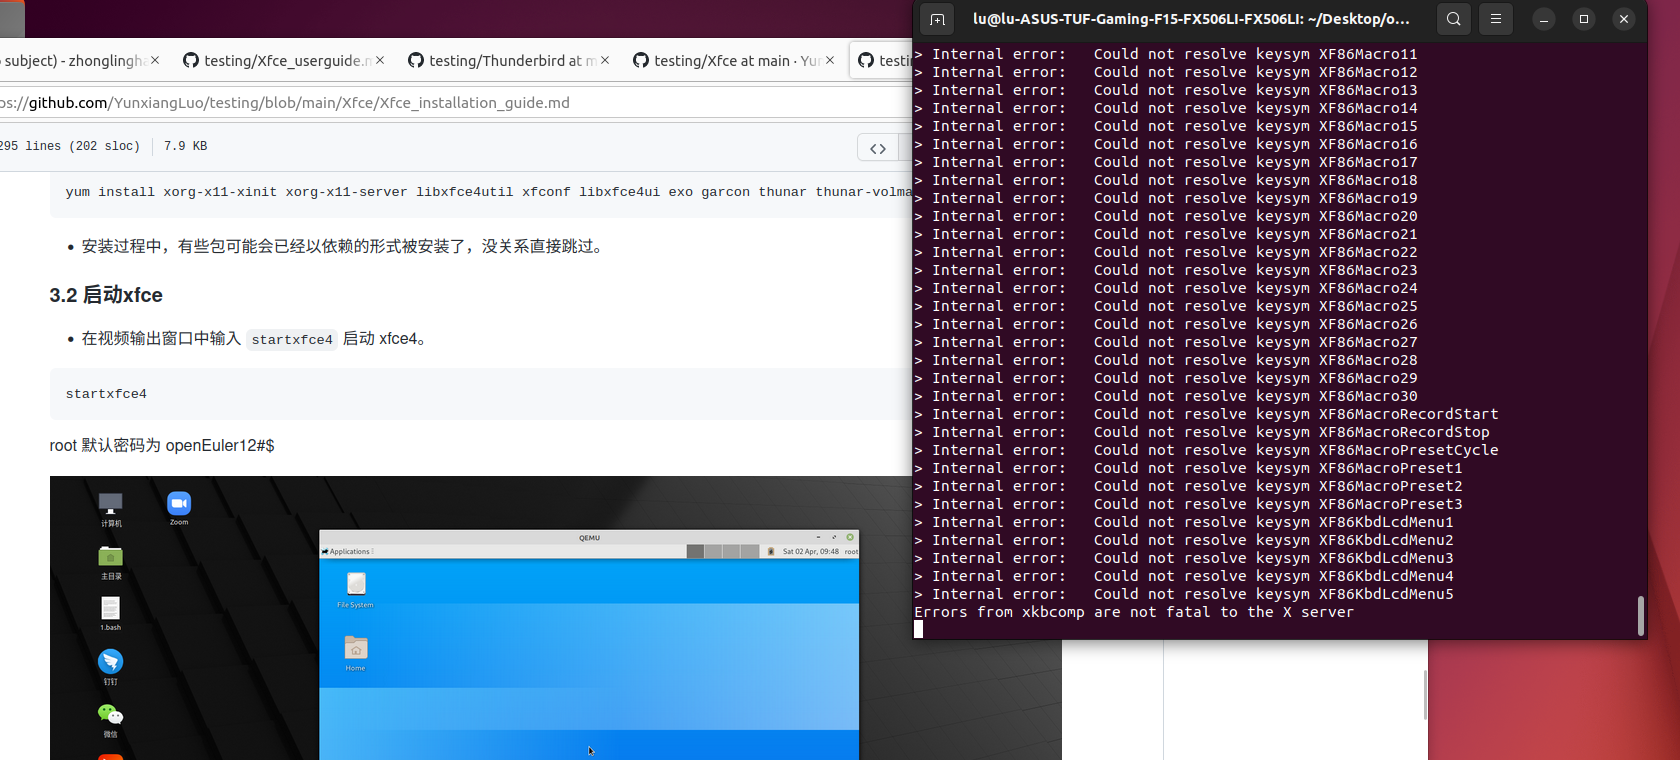 subject) - zhonglingha
testing/Xfce_userguide.m
testing/Thunderbird at m
testing/Xfce at main · Yun
testin
ps://github.com/YunxiangLuo/testing/blob/main/Xfce/Xfce_installation_guide.md
295 lines (202 sloc)
7.9 KB
yum install xorg-x11-xinit xorg-x11-server libxfce4util xfconf libxfce4ui exo garcon thunar thunar-volma
安装过程中，有些包可能会已经以依赖的形式被安装了，没关系直接跳过。
3.2 启动xfce
在视频输出窗口中输入 startxfce4 启动 xfce4。
startxfce4
root 默认密码为 openEuler12#$
计算机
Zoom
主目录
1.bash
钉钉
微信
QEMU
Applications
Sat 02 Apr, 09:48 root
File System
Home
lu@lu-ASUS-TUF-Gaming-F15-FX506LI-FX506LI: ~/Desktop/o...
> Internal error:   Could not resolve keysym XF86Macro11
> Internal error:   Could not resolve keysym XF86Macro12
> Internal error:   Could not resolve keysym XF86Macro13
> Internal error:   Could not resolve keysym XF86Macro14
> Internal error:   Could not resolve keysym XF86Macro15
> Internal error:   Could not resolve keysym XF86Macro16
> Internal error:   Could not resolve keysym XF86Macro17
> Internal error:   Could not resolve keysym XF86Macro18
> Internal error:   Could not resolve keysym XF86Macro19
> Internal error:   Could not resolve keysym XF86Macro20
> Internal error:   Could not resolve keysym XF86Macro21
> Internal error:   Could not resolve keysym XF86Macro22
> Internal error:   Could not resolve keysym XF86Macro23
> Internal error:   Could not resolve keysym XF86Macro24
> Internal error:   Could not resolve keysym XF86Macro25
> Internal error:   Could not resolve keysym XF86Macro26
> Internal error:   Could not resolve keysym XF86Macro27
> Internal error:   Could not resolve keysym XF86Macro28
> Internal error:   Could not resolve keysym XF86Macro29
> Internal error:   Could not resolve keysym XF86Macro30
> Internal error:   Could not resolve keysym XF86MacroRecordStart
> Internal error:   Could not resolve keysym XF86MacroRecordStop
> Internal error:   Could not resolve keysym XF86MacroPresetCycle
> Internal error:   Could not resolve keysym XF86MacroPreset1
> Internal error:   Could not resolve keysym XF86MacroPreset2
> Internal error:   Could not resolve keysym XF86MacroPreset3
> Internal error:   Could not resolve keysym XF86KbdLcdMenu1
> Internal error:   Could not resolve keysym XF86KbdLcdMenu2
> Internal error:   Could not resolve keysym XF86KbdLcdMenu3
> Internal error:   Could not resolve keysym XF86KbdLcdMenu4
> Internal error:   Could not resolve keysym XF86KbdLcdMenu5
Errors from xkbcomp are not fatal to the X server